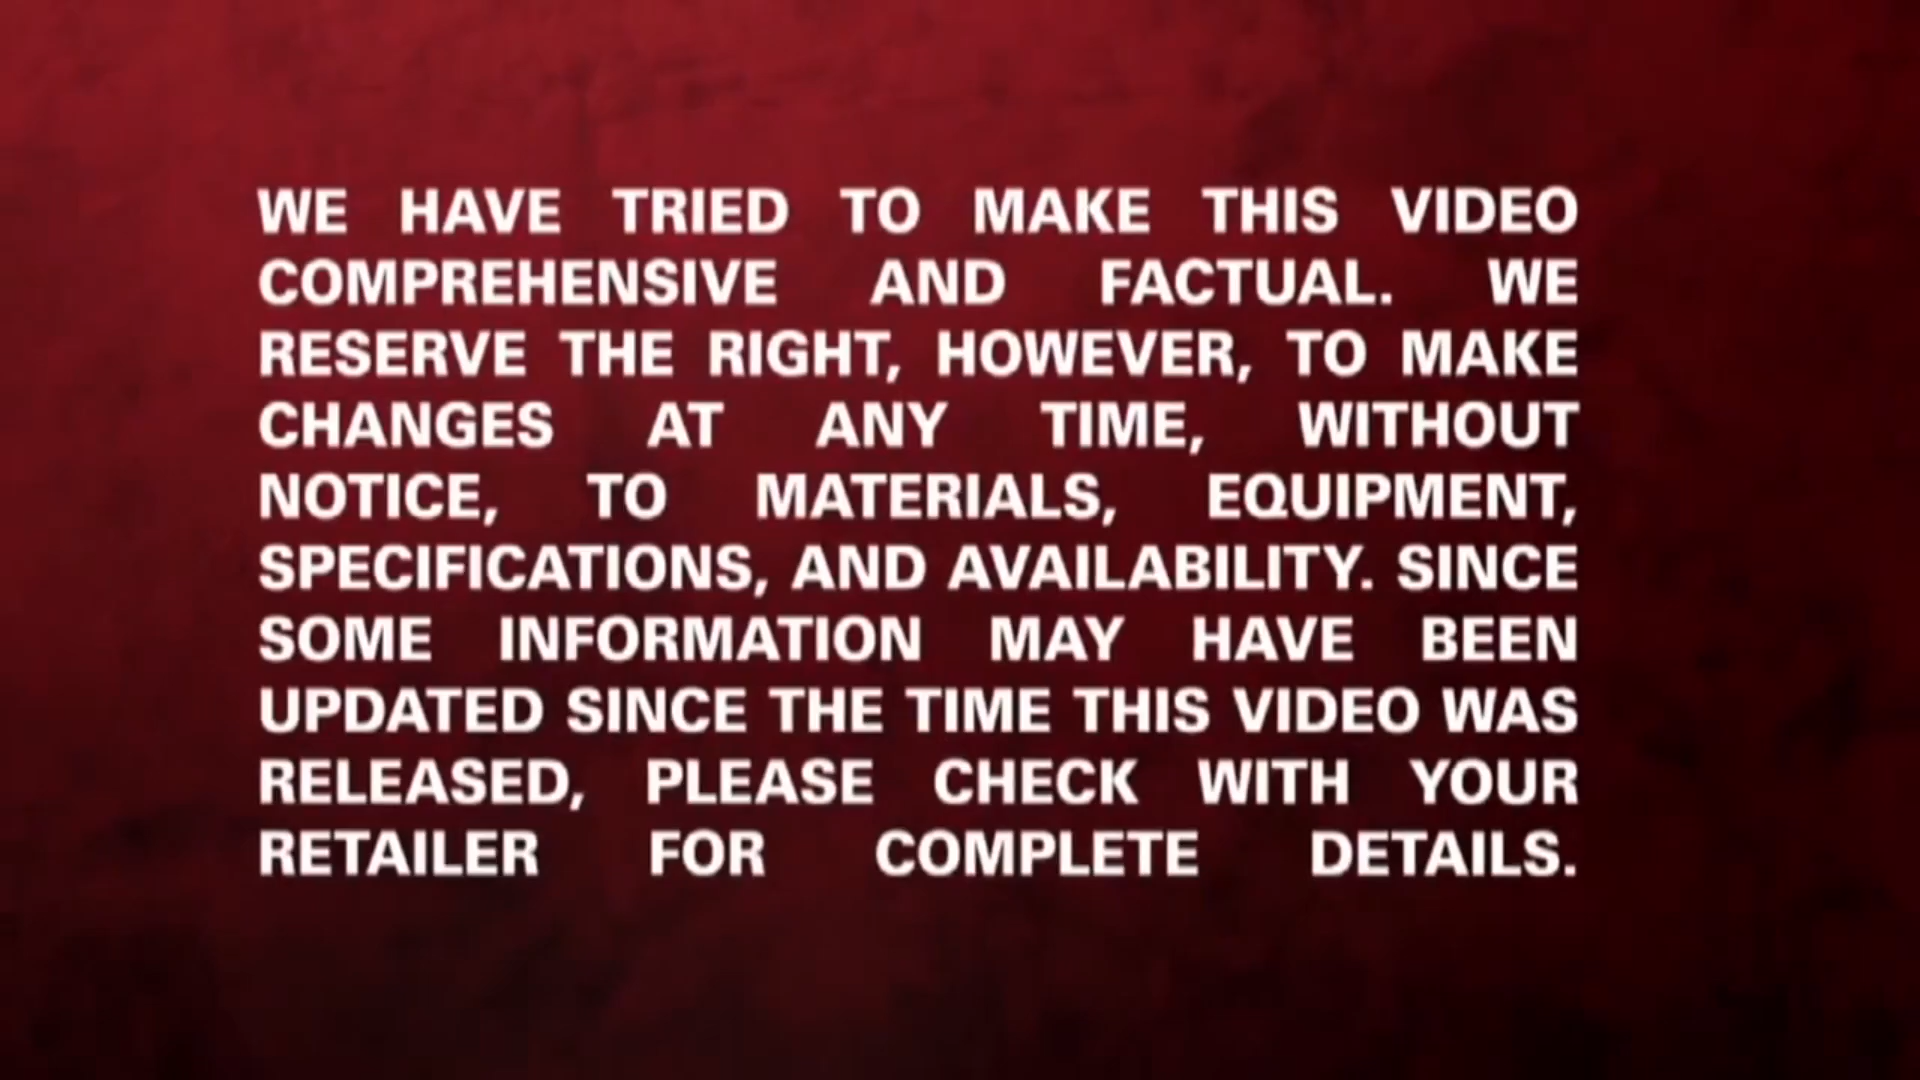 WE HAVE TRIED TO MAKE THIS VIDEO
COMPREHENSIVE AND FACTUAL. WE
RESERVE THE RIGHT, HOWEVER, TO MAKE
CHANGES AT ANY TIME, WITHOUT
NOTICE, TO MATERIALS, EQUIPMENT,
SPECIFICATIONS, AND AVAILABILITY. SINCE
SOME INFORMATION MAY HAVE BEEN
UPDATED SINCE THE TIME THIS VIDEO WAS
RELEASED, PLEASE CHECK WITH YOUR
RETAILER FOR COMPLETE DETAILS.